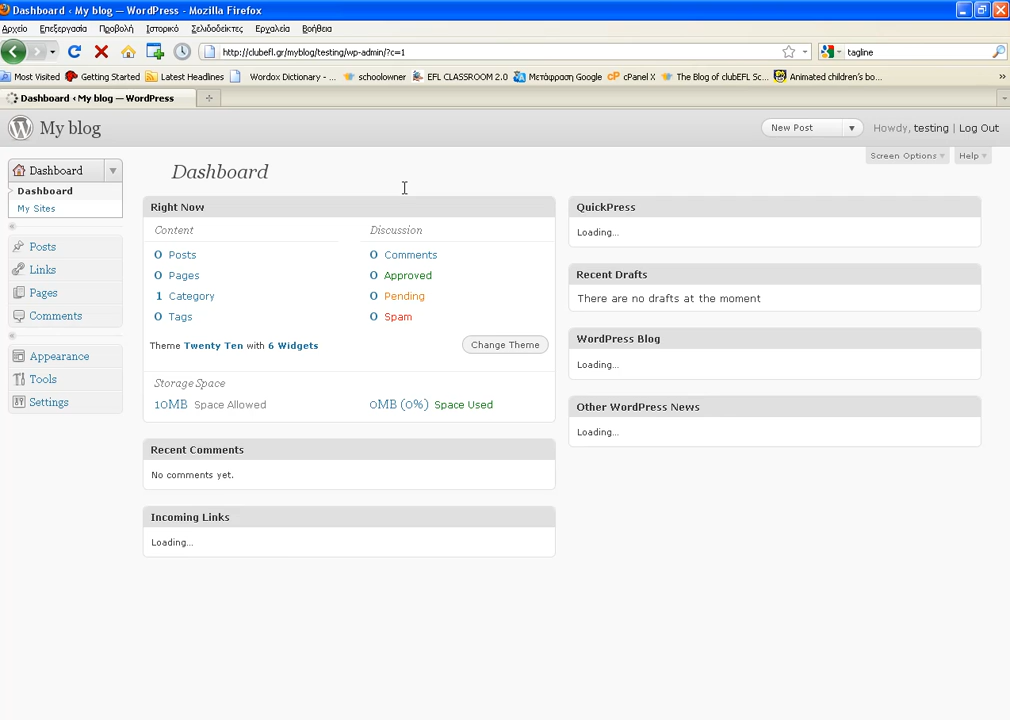 Dashboard ‹ My blog — WordPress - Mozilla Firefox
Αρχείο Επεξεργασία Προβολή Ιστορικό Σελιδοδείκτες Εργαλεία Βοήθεια
http://clubefl.gr/myblog/testing/wp-admin/?c=1
tagline
Most Visited Getting Started Latest Headlines Wordox Dictionary - ... schoolowner EFL CLASSROOM 2.0 Μετάφραση Google cPanel X The Blog of clubEFL Sc... Animated children's bo...
Dashboard ‹ My blog — WordPress
My blog
New Post
Howdy, testing | Log Out
Screen Options
Help
Dashboard
Dashboard
My Sites
Posts
Links
Pages
Comments
Appearance
Tools
Settings
Dashboard
Right Now
Content
Discussion
0 Posts
0 Comments
0 Pages
0 Approved
1 Category
0 Pending
0 Tags
0 Spam
Theme Twenty Ten with 6 Widgets
Change Theme
Storage Space
10MB Space Allowed
0MB (0%) Space Used
Recent Comments
No comments yet.
Incoming Links
Loading...
QuickPress
Loading...
Recent Drafts
There are no drafts at the moment
WordPress Blog
Loading...
Other WordPress News
Loading...